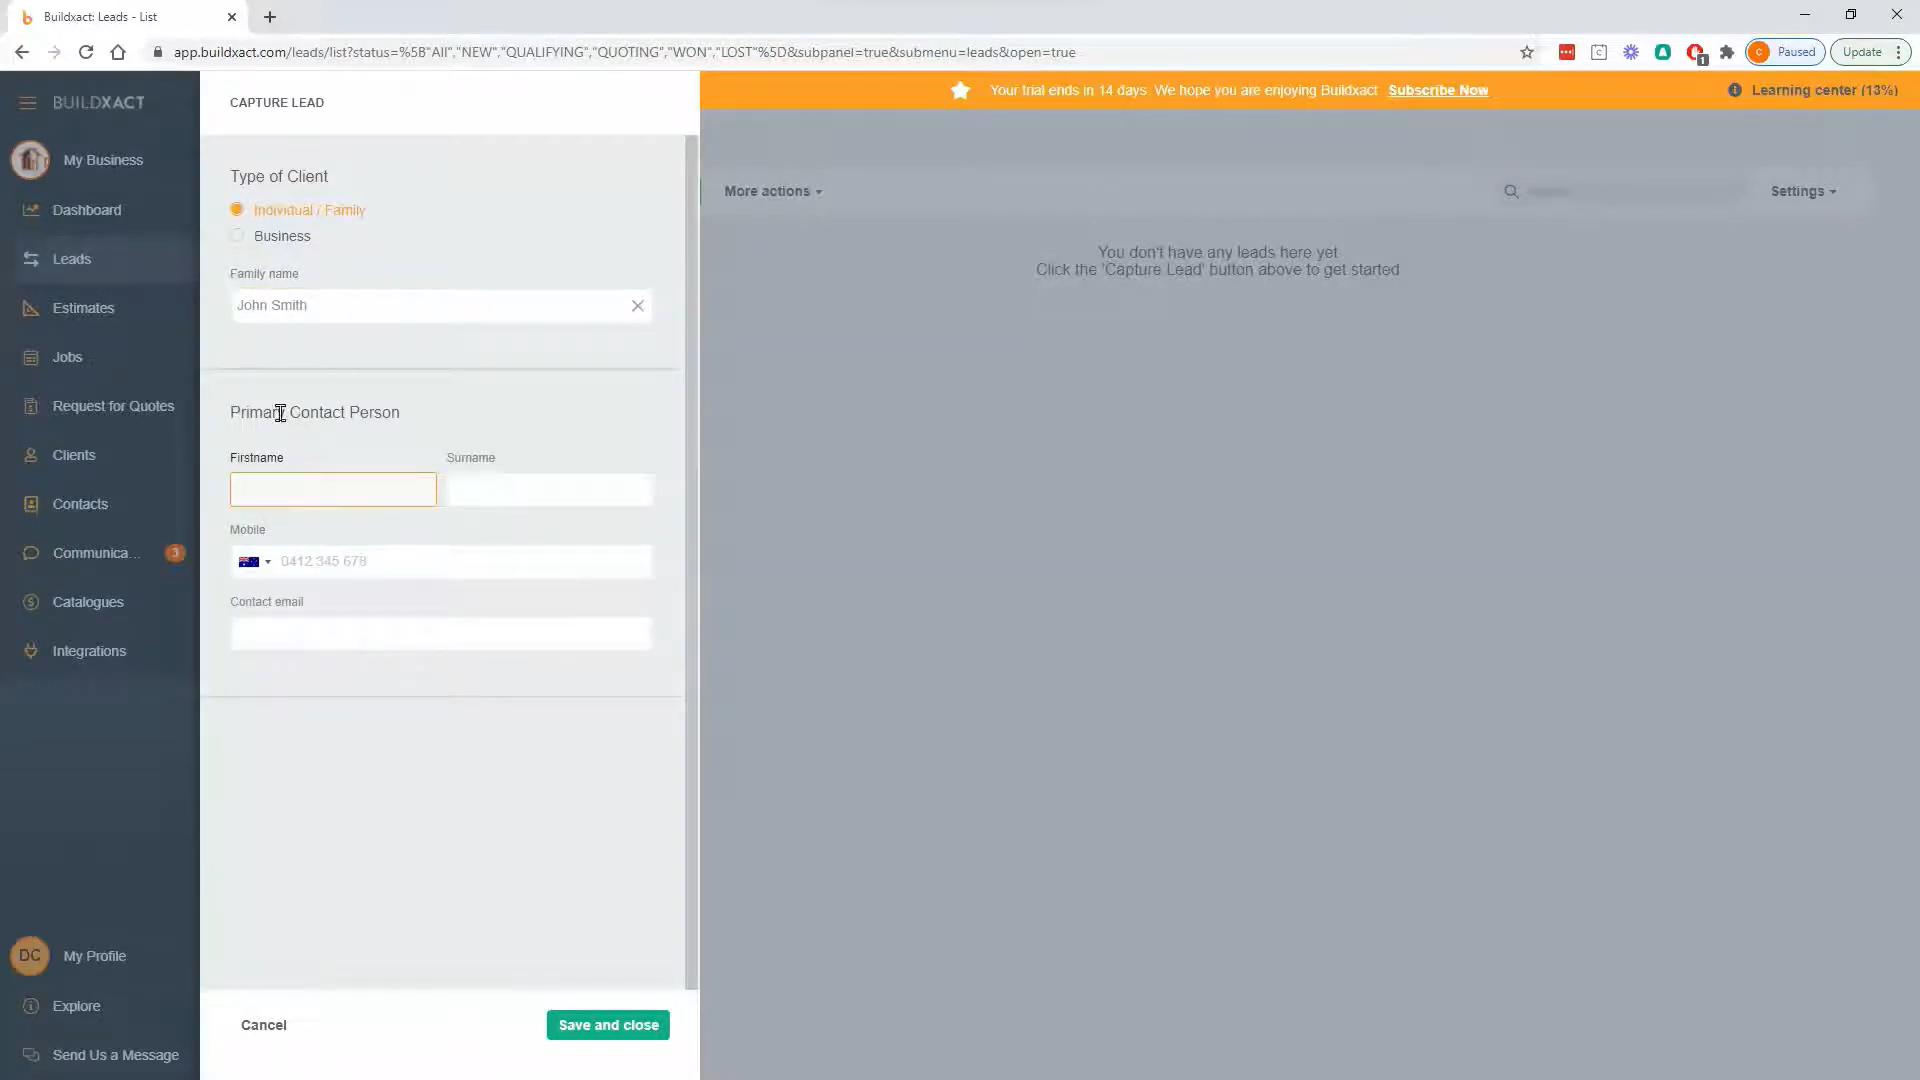 Buildxact: Leads - List
app.buildxact.com/leads/list?status=%5B"All","NEW","QUALIFYING","QUOTING","WON","LOST"%5D&subpanel=true&submenu=leads&open=true
1
C
Paused
Update
BUILDXACT
My Business
Dashboard
Leads
Estimates
Jobs
Request for Quotes
Clients
Contacts
Communica...
3
Catalogues
Integrations
DC
My Profile
Explore
Send Us a Message
CAPTURE LEAD
Type of Client
Individual / Family
Business
Family name
John Smith
Primary Contact Person
Firstname
Surname
Mobile
0412 345 678
Contact email
Cancel
Save and close
Your trial ends in 14 days. We hope you are enjoying Buildxact
Subscribe Now
Learning center (13%)
More actions
Settings
You don't have any leads here yet
Click the 'Capture Lead' button above to get started